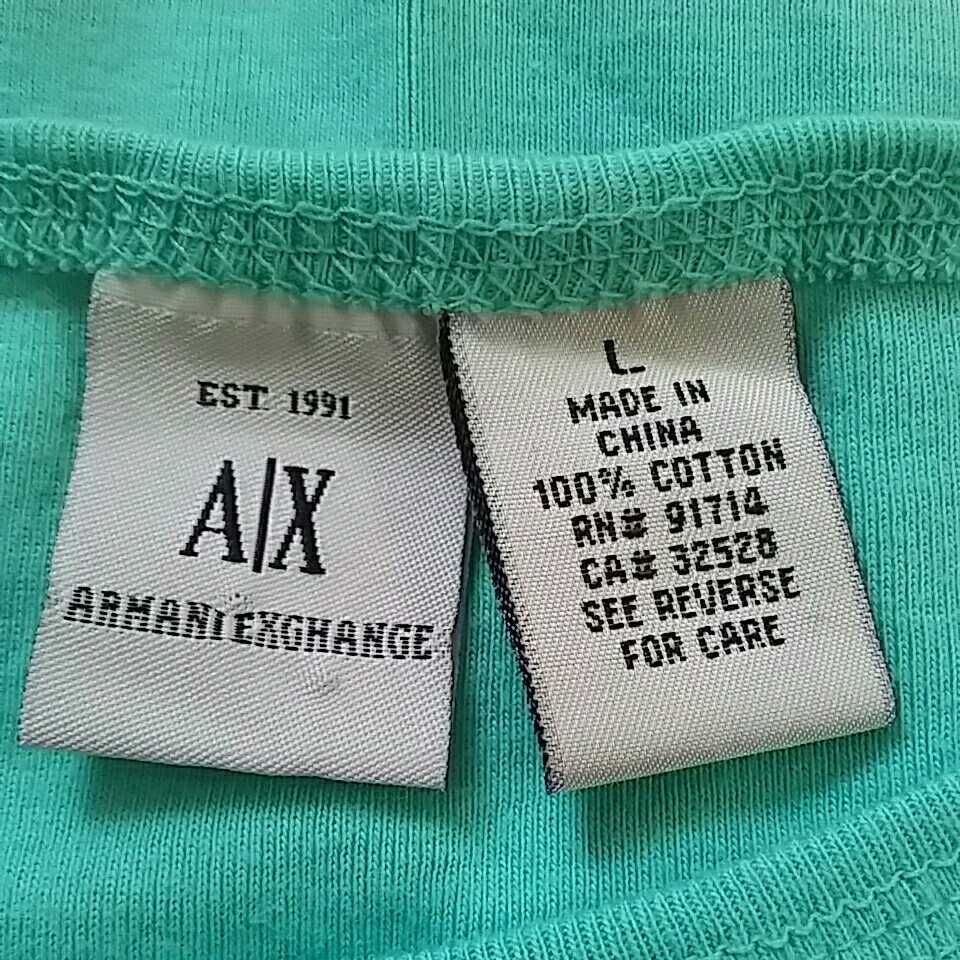 EST 1991
A|X
ARMANI EXCHANGE
L
MADE IN
CHINA
100% COTTON
RN# 91714
CA# 32528
SEE REVERSE
FOR CARE